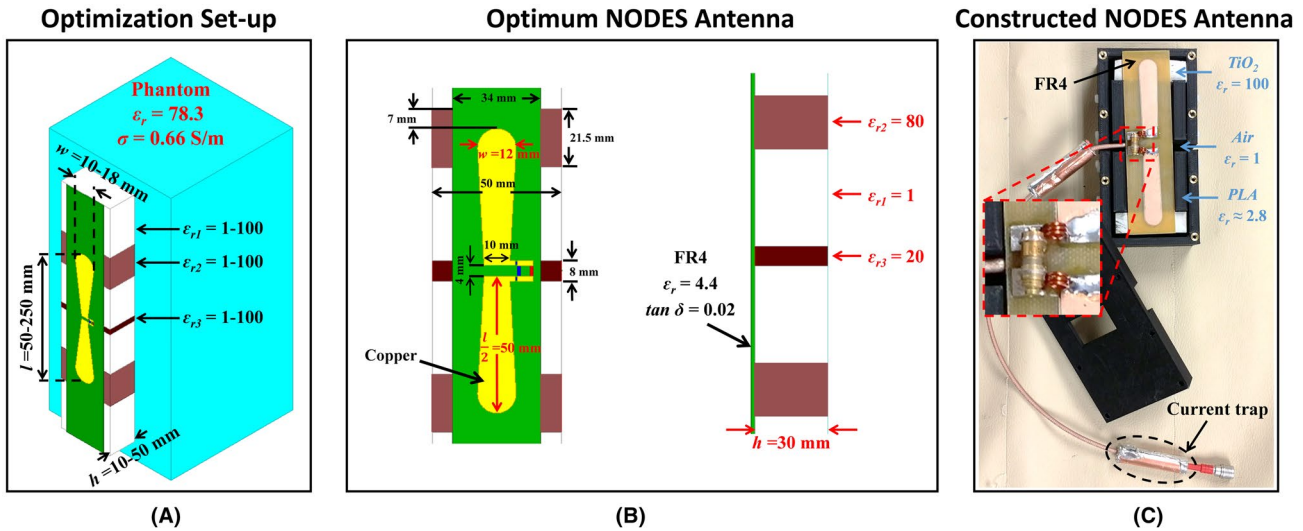 Optimization Set-up
Phantom
εr = 78.3
σ = 0.66 S/m
w =10-18 mm
εr1 = 1-100
εr2 = 1-100
εr3 = 1-100
l =50-250 mm
h =10-50 mm
(A)
Optimum NODES Antenna
34 mm
7 mm
21.5 mm
w =12 mm
50 mm
10 mm
4 mm
8 mm
l/2 =50 mm
Copper
εr2 = 80
εr1 = 1
εr3 = 20
FR4
εr = 4.4
tan δ = 0.02
h =30 mm
(B)
Constructed NODES Antenna
FR4
TiO2
εr = 100
Air
εr = 1
PLA
εr ≈ 2.8
Current trap
(C)